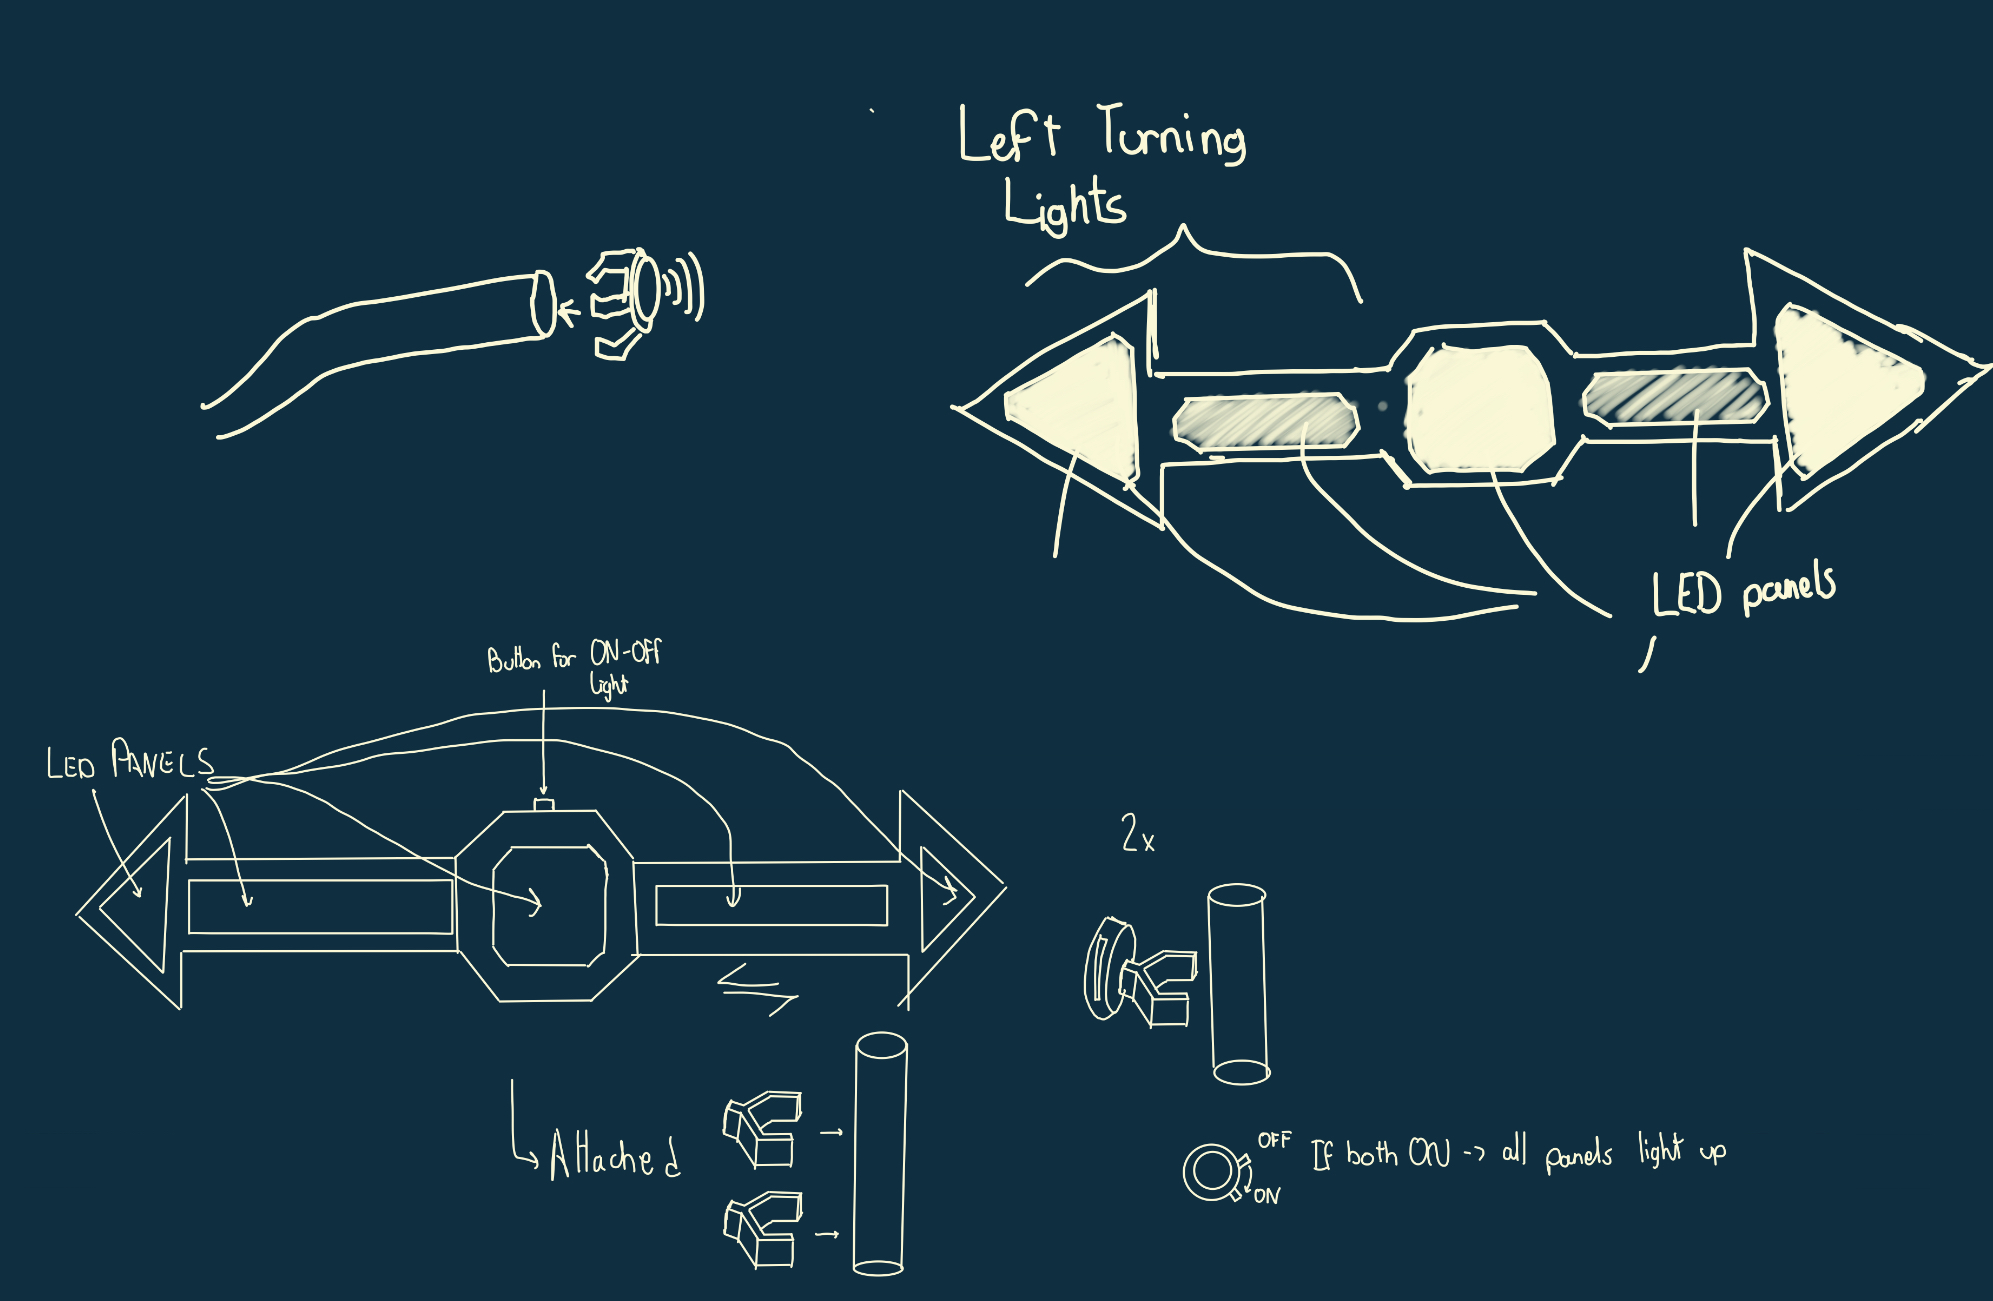 Left Turning
Lights
LED panels
Button for ON-OFF
light
LED PANELS
2x
Attached
OFF
If both ON -> all panels light up
ON